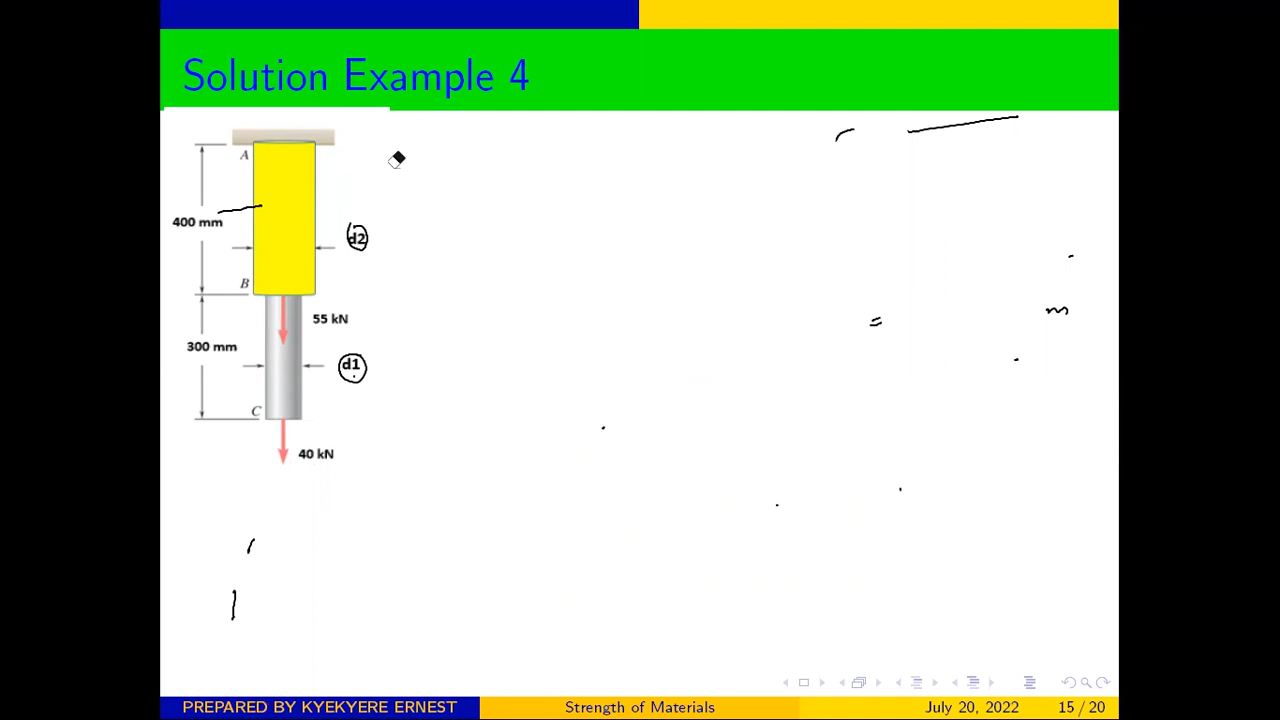 Solution Example 4
A
400 mm
d2
B
55 kN
300 mm
d1
C
40 kN
=
m
PREPARED BY KYEKYERE ERNEST
Strength of Materials
July 20, 2022
15 / 20